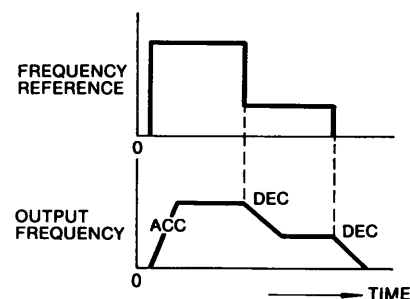 FREQUENCY
REFERENCE
0
OUTPUT
FREQUENCY
ACC
DEC
DEC
0
TIME